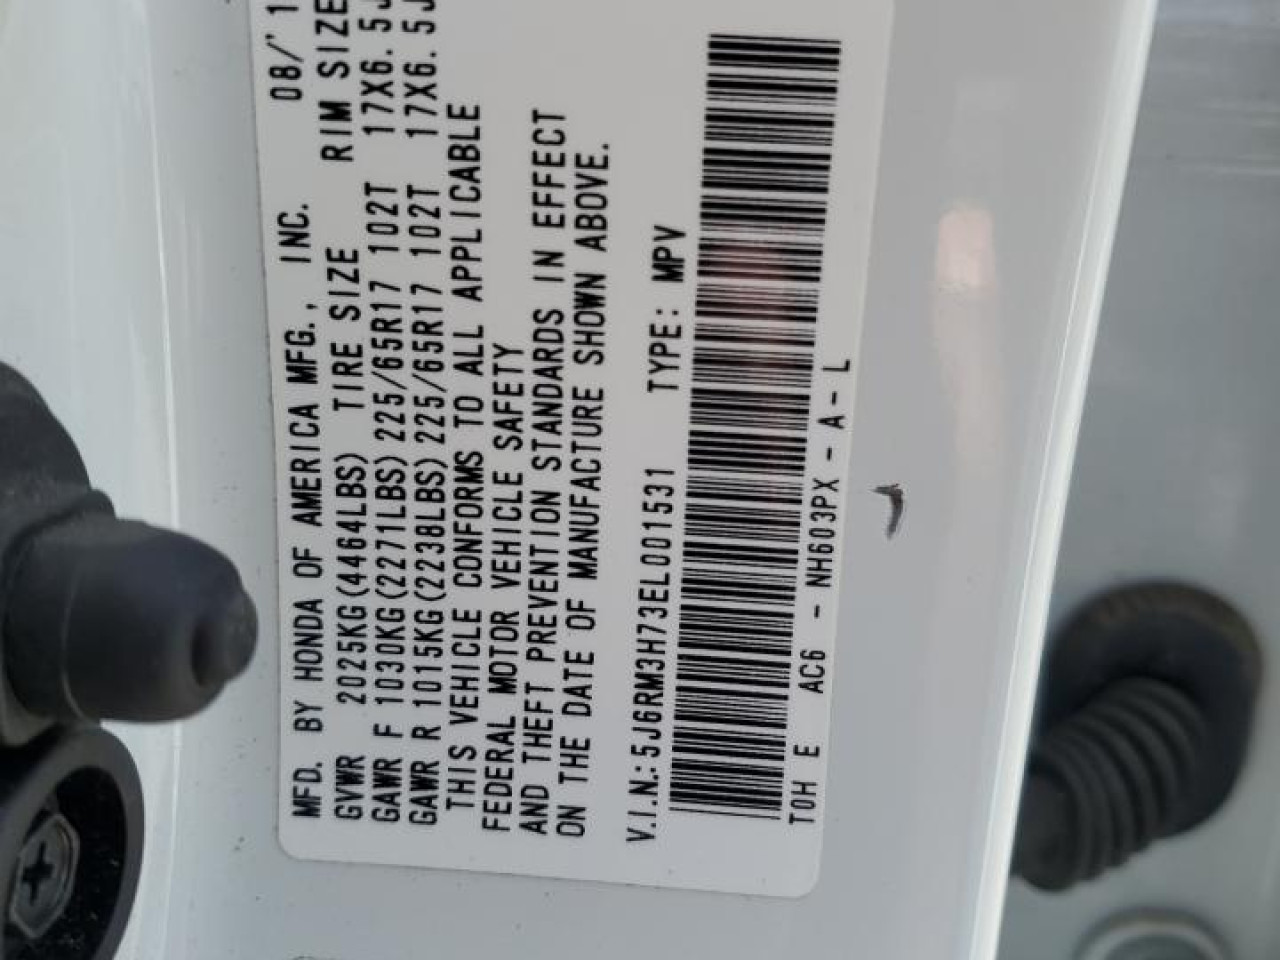 MFD. BY HONDA OF AMERICA MFG., INC. 08/'1
GVWR 2025KG(4464LBS) TIRE SIZE RIM SIZE
GAWR F 1030KG(2271LBS) 225/65R17 102T 17X6.5J
GAWR R 1015KG(2238LBS) 225/65R17 102T 17X6.5J
THIS VEHICLE CONFORMS TO ALL APPLICABLE
FEDERAL MOTOR VEHICLE SAFETY
AND THEFT PREVENTION STANDARDS IN EFFECT
ON THE DATE OF MANUFACTURE SHOWN ABOVE.
V.I.N.: 5J6RM3H73EL001531 TYPE: MPV
T0H E AC6 - NH603PX - A - L